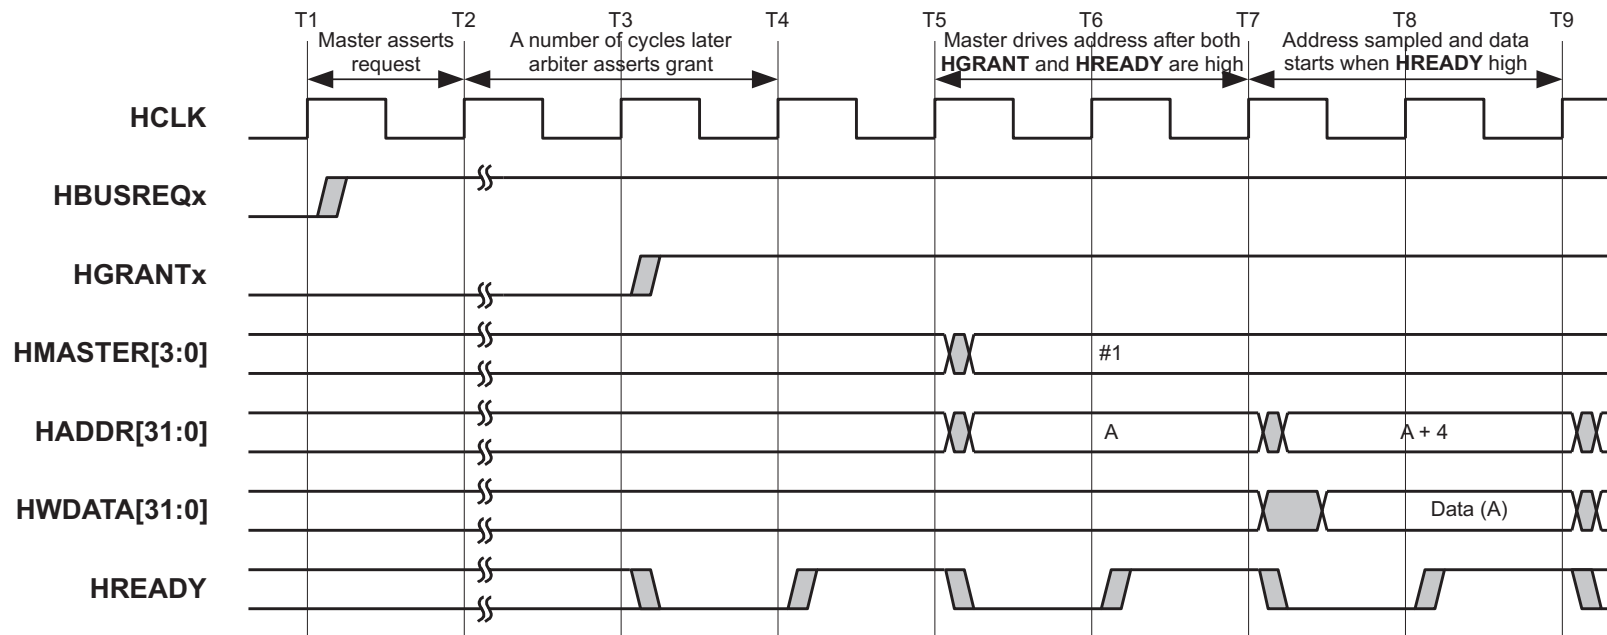 T1 T2 T3 T4 T5 T6 T7 T8 T9
Master asserts
request
A number of cycles later
arbiter asserts grant
Master drives address after both
HGRANT and HREADY are high
Address sampled and data
starts when HREADY high
HCLK
HBUSREQx
HGRANTx
HMASTER[3:0]
#1
HADDR[31:0]
A
A + 4
HWDATA[31:0]
Data (A)
HREADY